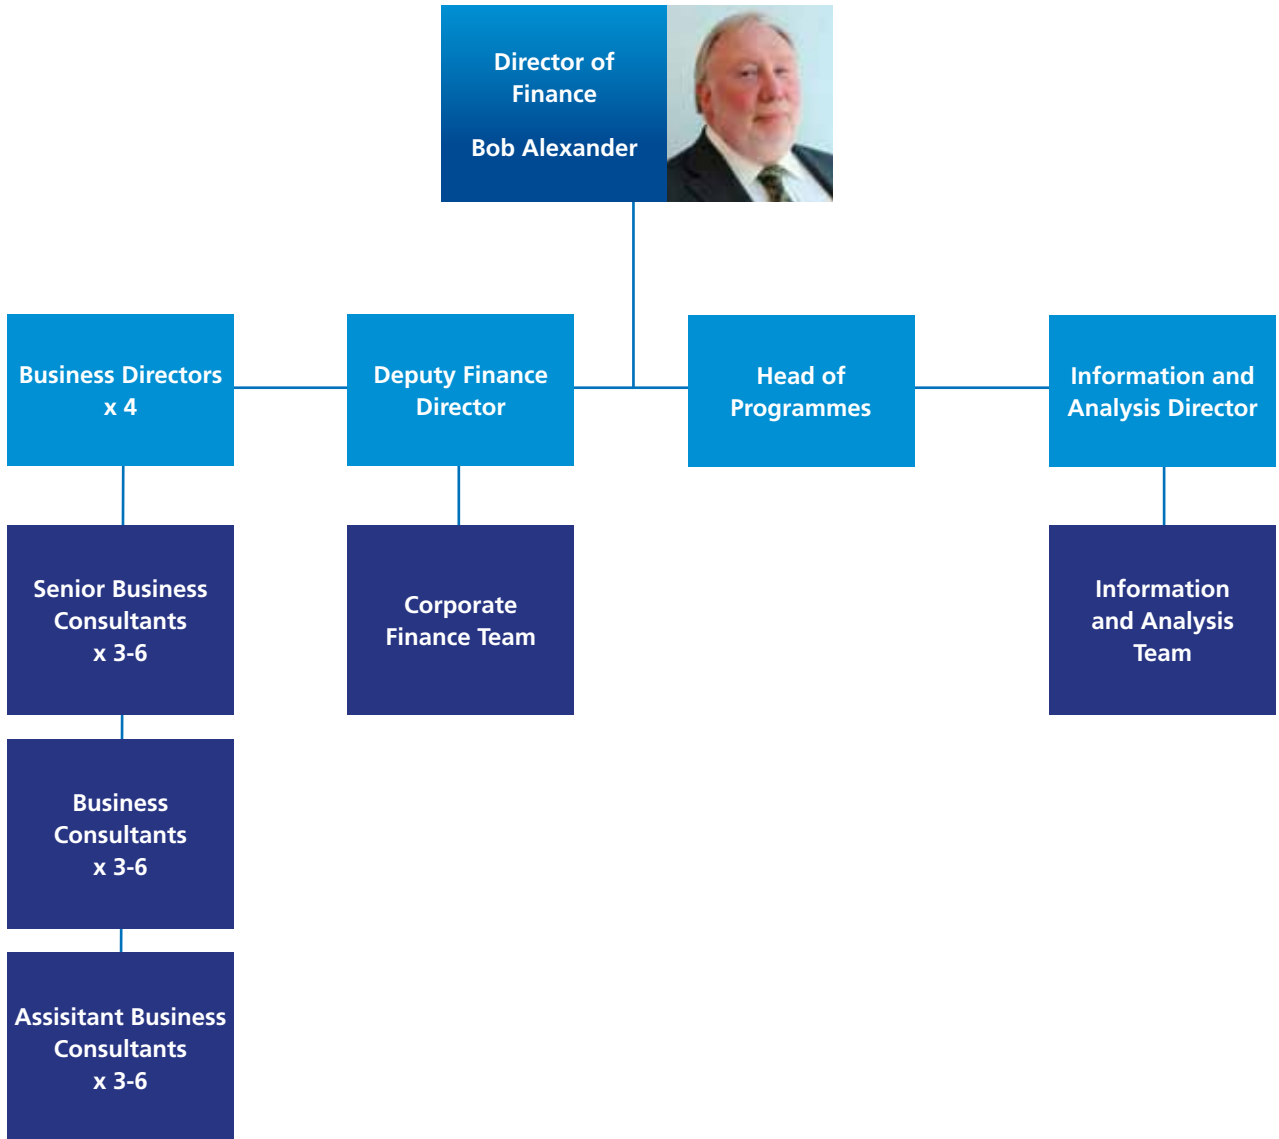 Director of
Finance
Bob Alexander
Business Directors
x 4
Deputy Finance
Director
Head of
Programmes
Information and
Analysis Director
Senior Business
Consultants
x 3-6
Corporate
Finance Team
Information
and Analysis
Team
Business
Consultants
x 3-6
Assisitant Business
Consultants
x 3-6